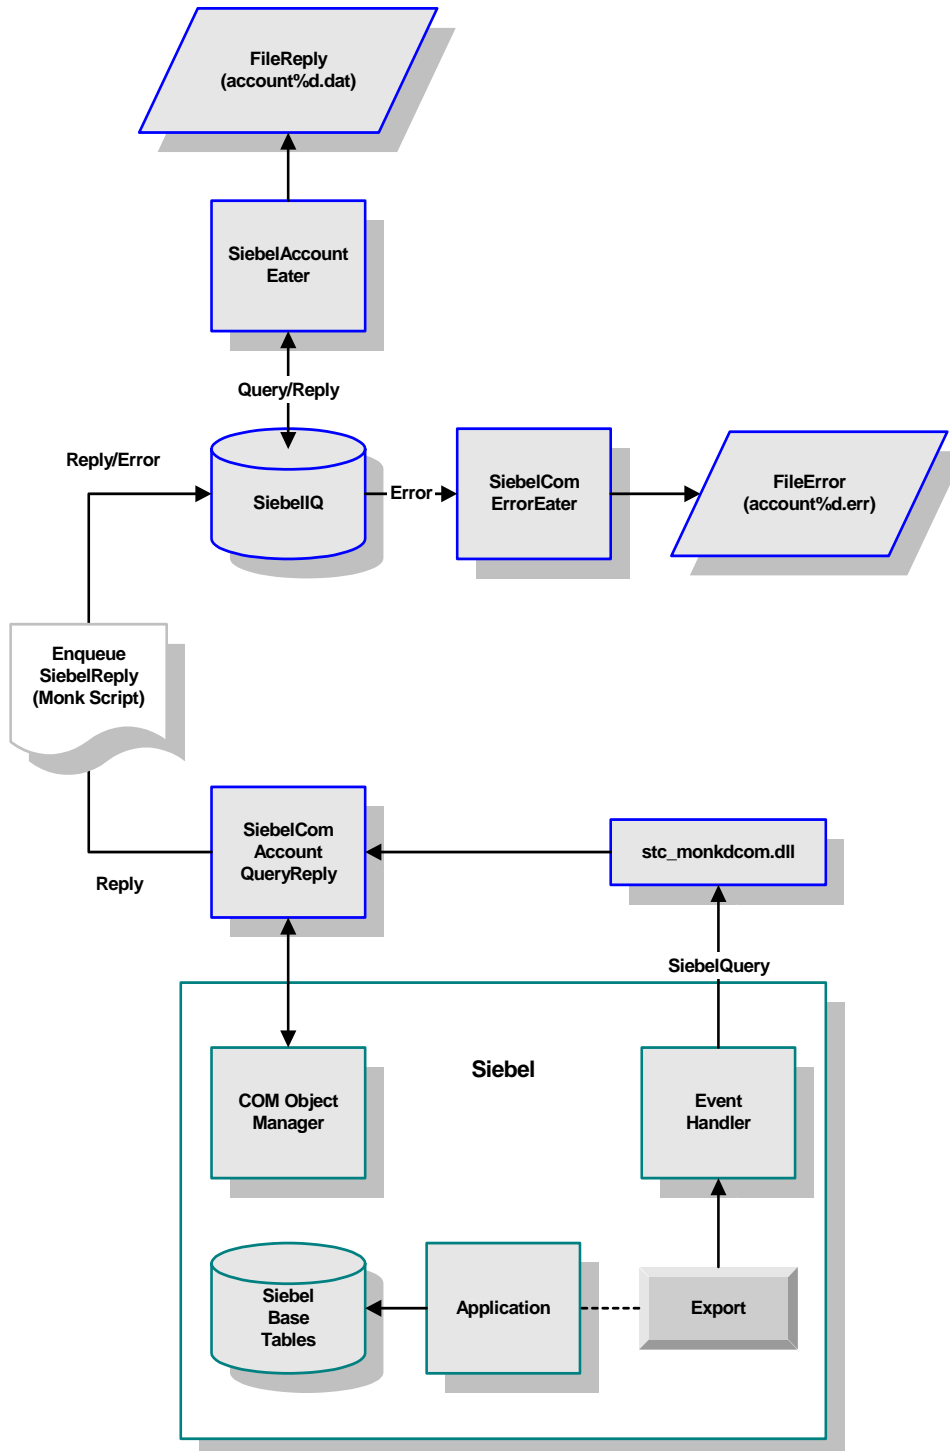 FileReply
(account%d.dat)
SiebelAccount
Eater
Query/Reply
Reply/Error
SiebelIQ
Error
SiebelCom
ErrorEater
FileError
(account%d.err)
Enqueue
SiebelReply
(Monk Script)
SiebelCom
Account
QueryReply
stc_monkdcom.dll
Reply
SiebelQuery
Siebel
COM Object
Manager
Event
Handler
Siebel
Base
Tables
Application
Export